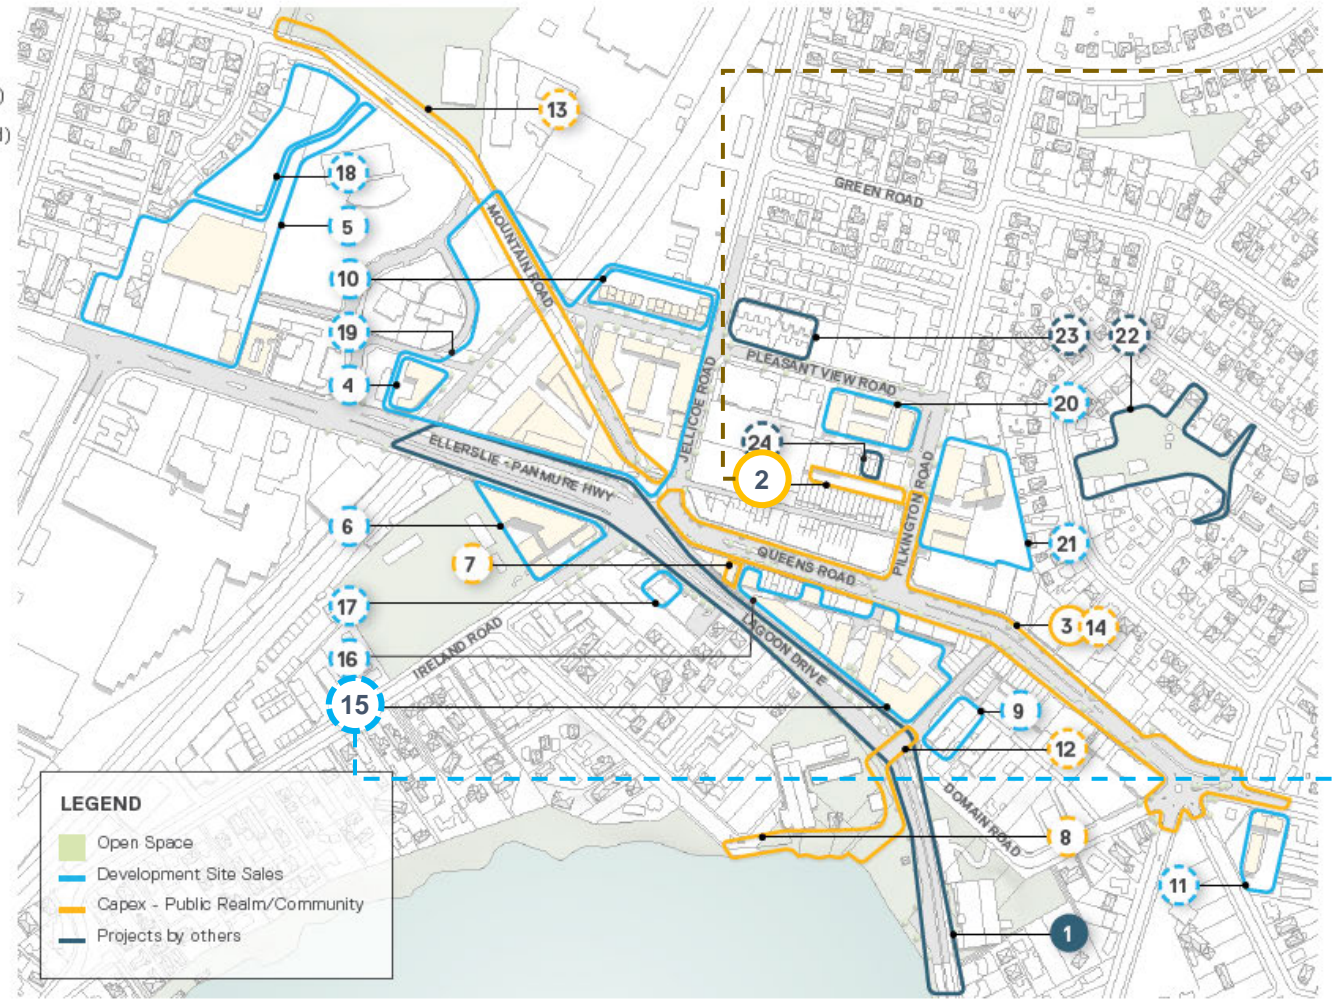 )
d)
13
18
5
GREEN ROAD
MOUNTAIN ROAD
10
19
23
22
PLEASANT VIEW ROAD
4
JELLICOE ROAD
20
24
ELLERSLIE - PANMURE HWY
2
PILKINGTON ROAD
6
21
7
QUEENS ROAD
17
3
14
LAGOON DRIVE
IRELAND ROAD
16
15
9
12
DOMAIN ROAD
8
11
1
LEGEND
Open Space
Development Site Sales
Capex - Public Realm/Community
Projects by others